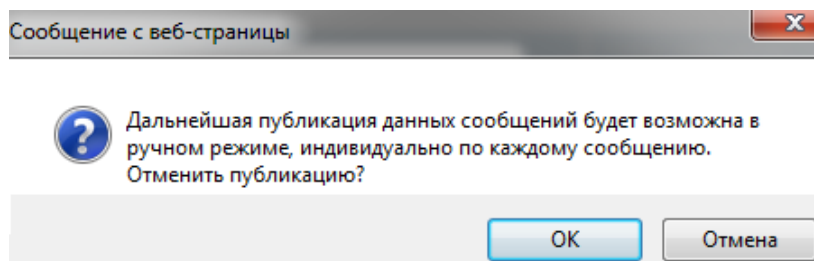 Сообщение с веб-страницы
X
Дальнейшая публикация данных сообщений будет возможна в
ручном режиме, индивидуально по каждому сообщению.
Отменить публикацию?
OK
Отмена